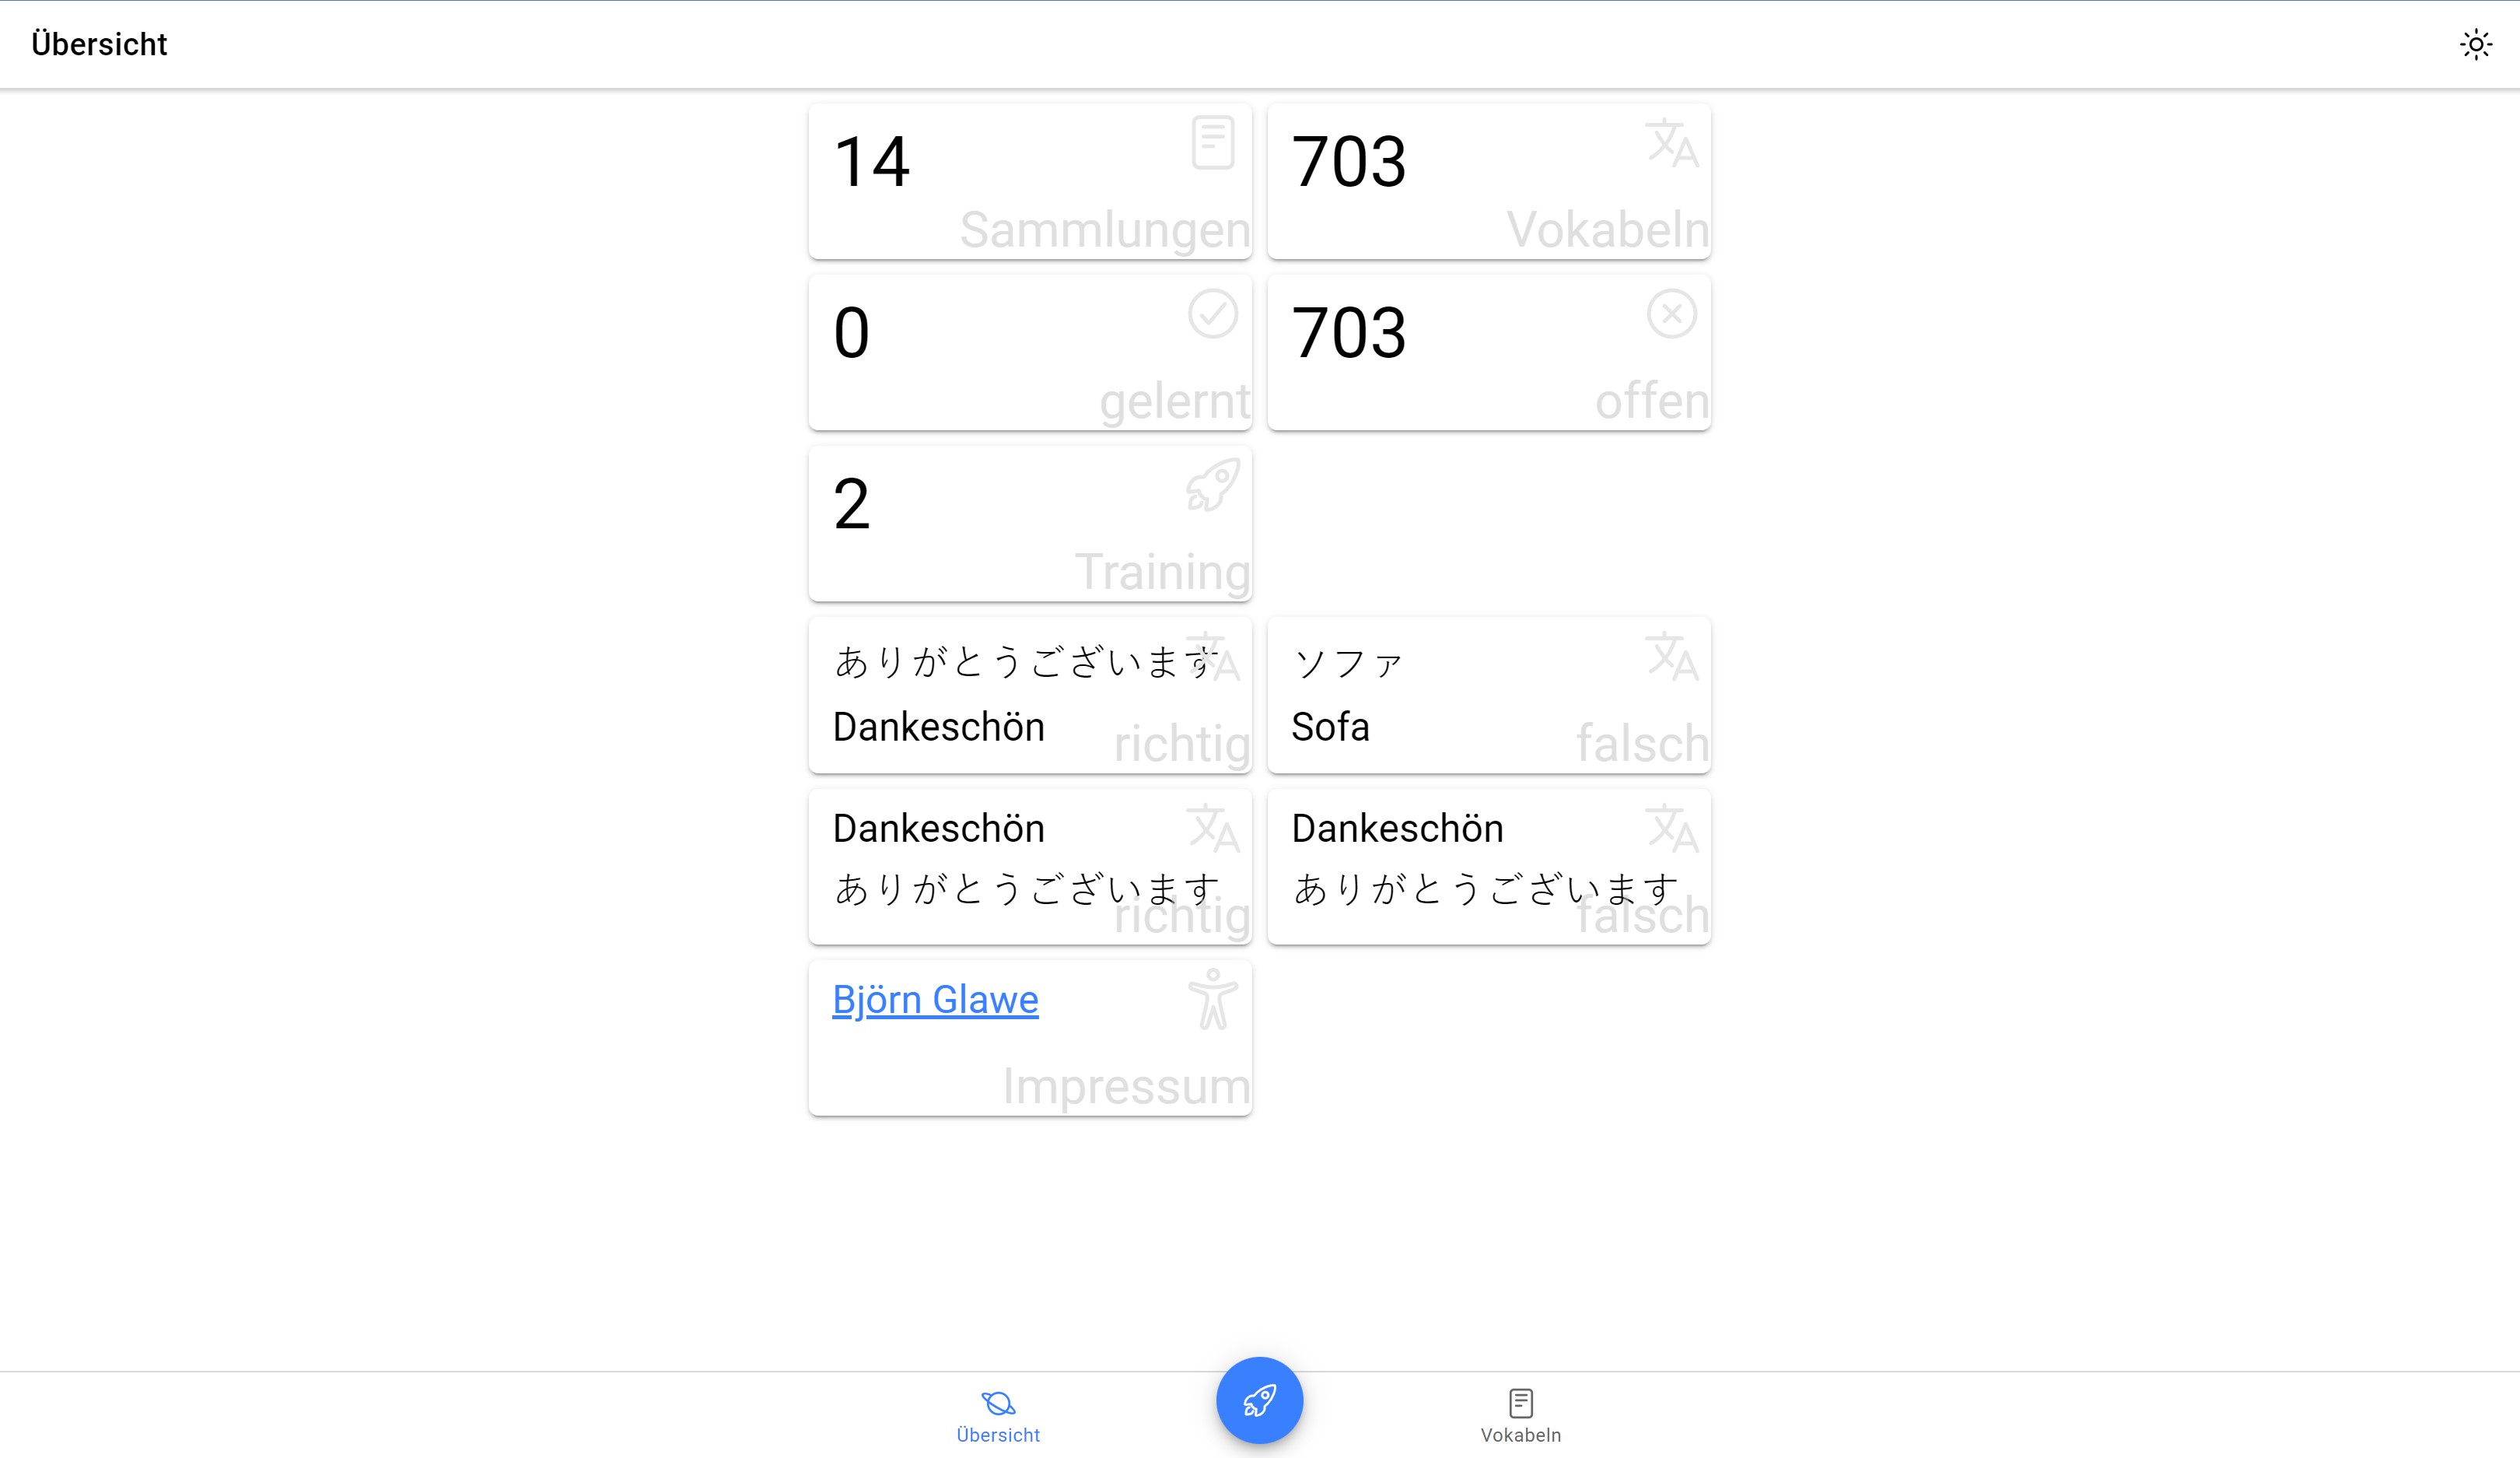 Übersicht
14
Sammlungen
703
Vokabeln
0
gelernt
703
offen
2
Training
ありがとうございます
Dankeschön
richtig
ソファ
Sofa
falsch
Dankeschön
ありがとうございます
richtig
Dankeschön
ありがとうございます
falsch
Björn Glawe
Impressum
Übersicht
Vokabeln